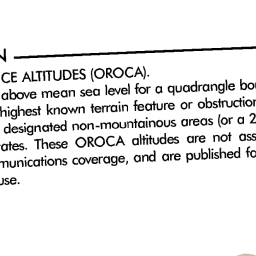 N
CE ALTITUDES (OROCA).
above mean sea level for a quadrangle bo
highest known terrain feature or obstructio
designated non-mountainous areas (or a 2
ates. These OROCA altitudes are not ass
munications coverage, and are published fo
use.